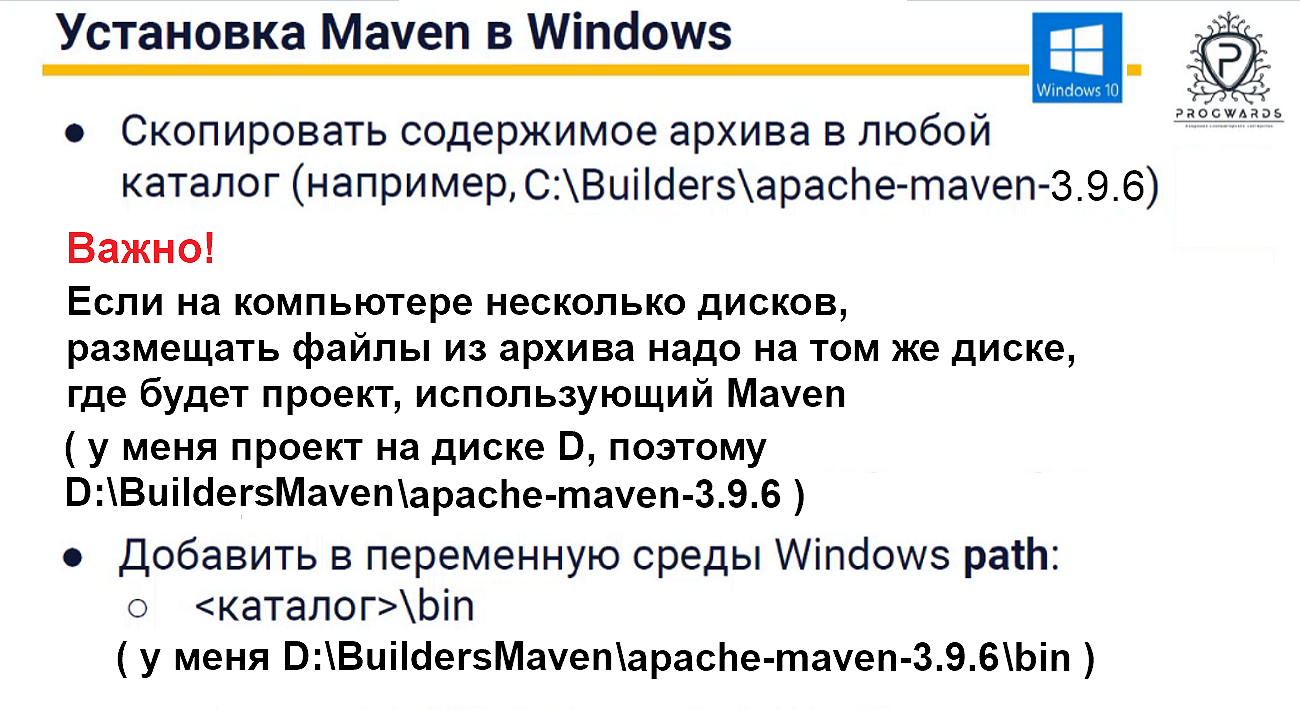 Установка Maven в Windows
Windows 10
PROGWARDS
● Скопировать содержимое архива в любой
каталог (например, C:\Builders\apache-maven-3.9.6)
Важно!
Если на компьютере несколько дисков,
размещать файлы из архива надо на том же диске,
где будет проект, использующий Maven
( у меня проект на диске D, поэтому
D:\BuildersMaven\apache-maven-3.9.6 )
● Добавить в переменную среды Windows path:
○ <каталог>\bin
( у меня D:\BuildersMaven\apache-maven-3.9.6\bin )